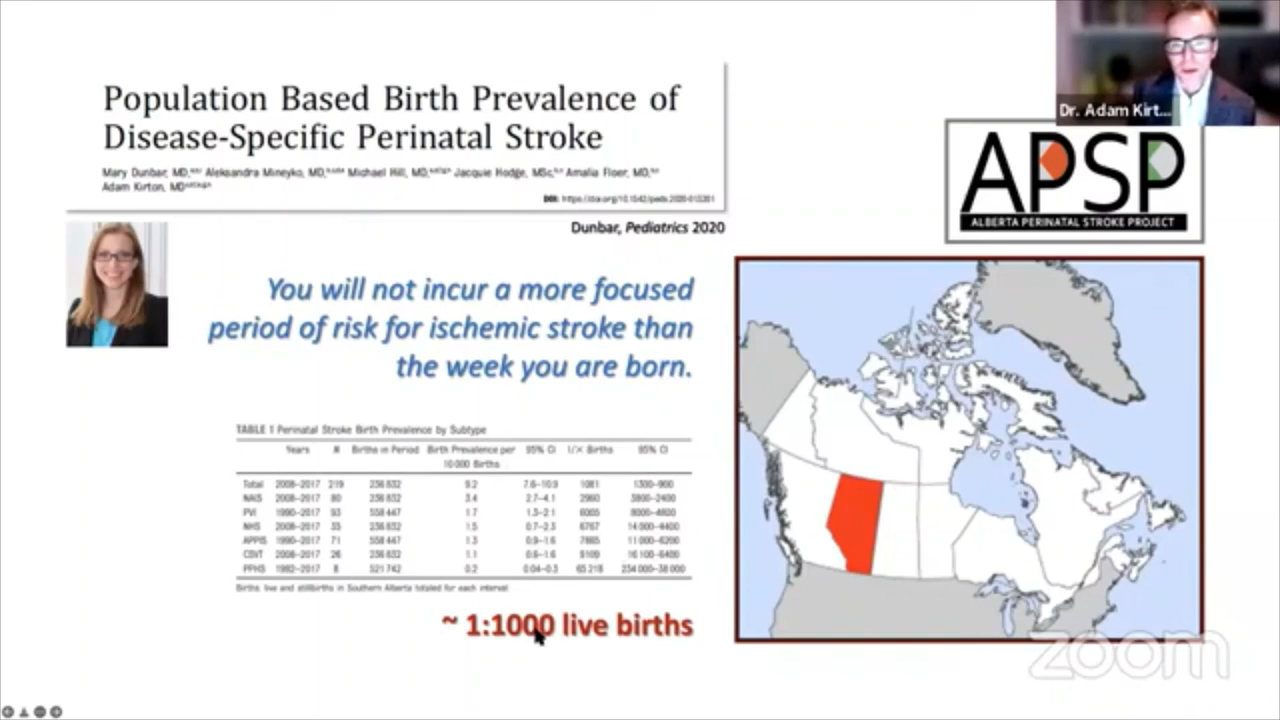 Dr. Adam Kirt...
Population Based Birth Prevalence of
Disease-Specific Perinatal Stroke
Mary Dunbar, MD, Aleksandra Mineyko, MD, Michael Hill, MD, Jacquie Hodge, MSc, Amalia Floer, MD,
Adam Kirton, MD
DOI: https://doi.org/10.1542/peds.2020-013201
Dunbar, Pediatrics 2020
APSP
ALBERTA PERINATAL STROKE PROJECT
You will not incur a more focused
period of risk for ischemic stroke than
the week you are born.
TABLE 1 Perinatal Stroke Birth Prevalence by Subtype
Years N Births in Period Birth Prevalence per 95% CI 1/× Births 95% CI
10 000 Births
Total 2008–2017 219 236 832 9.2 7.6–10.9 1081 1300–900
NAIS 2008–2017 80 236 832 3.4 2.7–4.1 2960 3800–2400
PVI 1990–2017 93 558 447 1.7 1.3–2.1 6005 8000–4800
NHS 2008–2017 35 236 832 1.5 0.7–2.3 6767 14 000–4400
APPIS 1990–2017 71 558 447 1.3 0.9–1.6 7865 11 000–6200
CSVT 2008–2017 26 236 832 1.1 0.6–1.6 9109 16 100–6400
PPHS 1992–2017 8 521 742 0.2 0.04–0.3 65 218 234 000–38 000
Births: live and stillbirths in Southern Alberta totaled for each interval.
~ 1:1000 live births
zoom